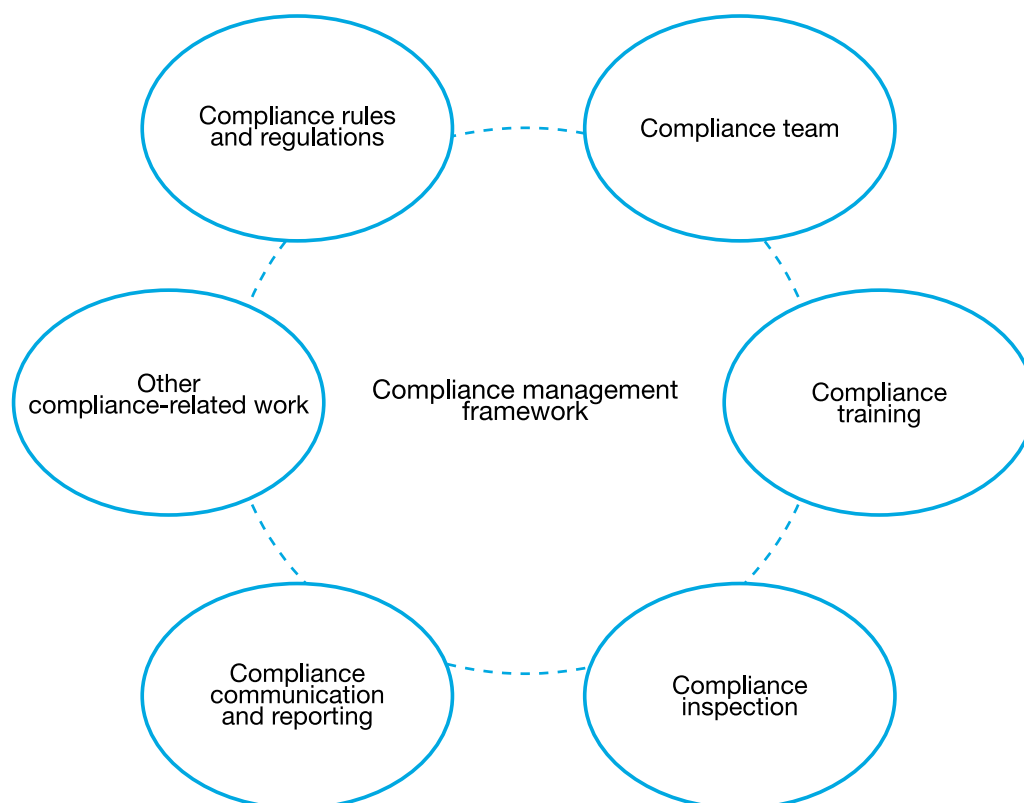 Compliance rules
and regulations
Compliance team
Other
compliance-related work
Compliance management
framework
Compliance
training
Compliance
communication
and reporting
Compliance
inspection